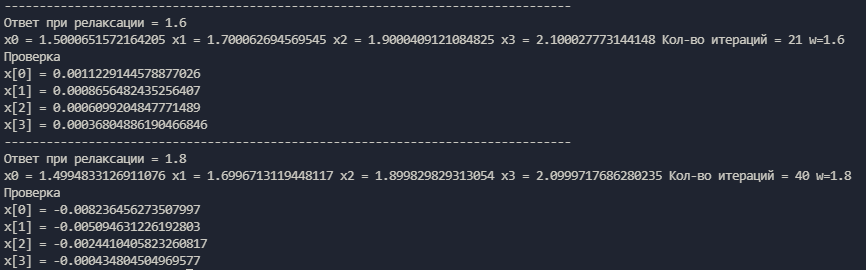 --------------------------------------------------------------------------------
Ответ при релаксации = 1.6
x0 = 1.5000651572164205 x1 = 1.700062694569545 x2 = 1.9000409121084825 x3 = 2.100027773144148 Кол-во итераций = 21 w=1.6
Проверка
x[0] = 0.0011229144578877026
x[1] = 0.0008656482435256407
x[2] = 0.0006099204847771489
x[3] = 0.00036804886190466846
--------------------------------------------------------------------------------
Ответ при релаксации = 1.8
x0 = 1.4994833126911076 x1 = 1.6996713119448117 x2 = 1.899829829313054 x3 = 2.0999717686280235 Кол-во итераций = 40 w=1.8
Проверка
x[0] = -0.008236456273507997
x[1] = -0.005094631226192803
x[2] = -0.0024410405823260817
x[3] = -0.000434804504969577